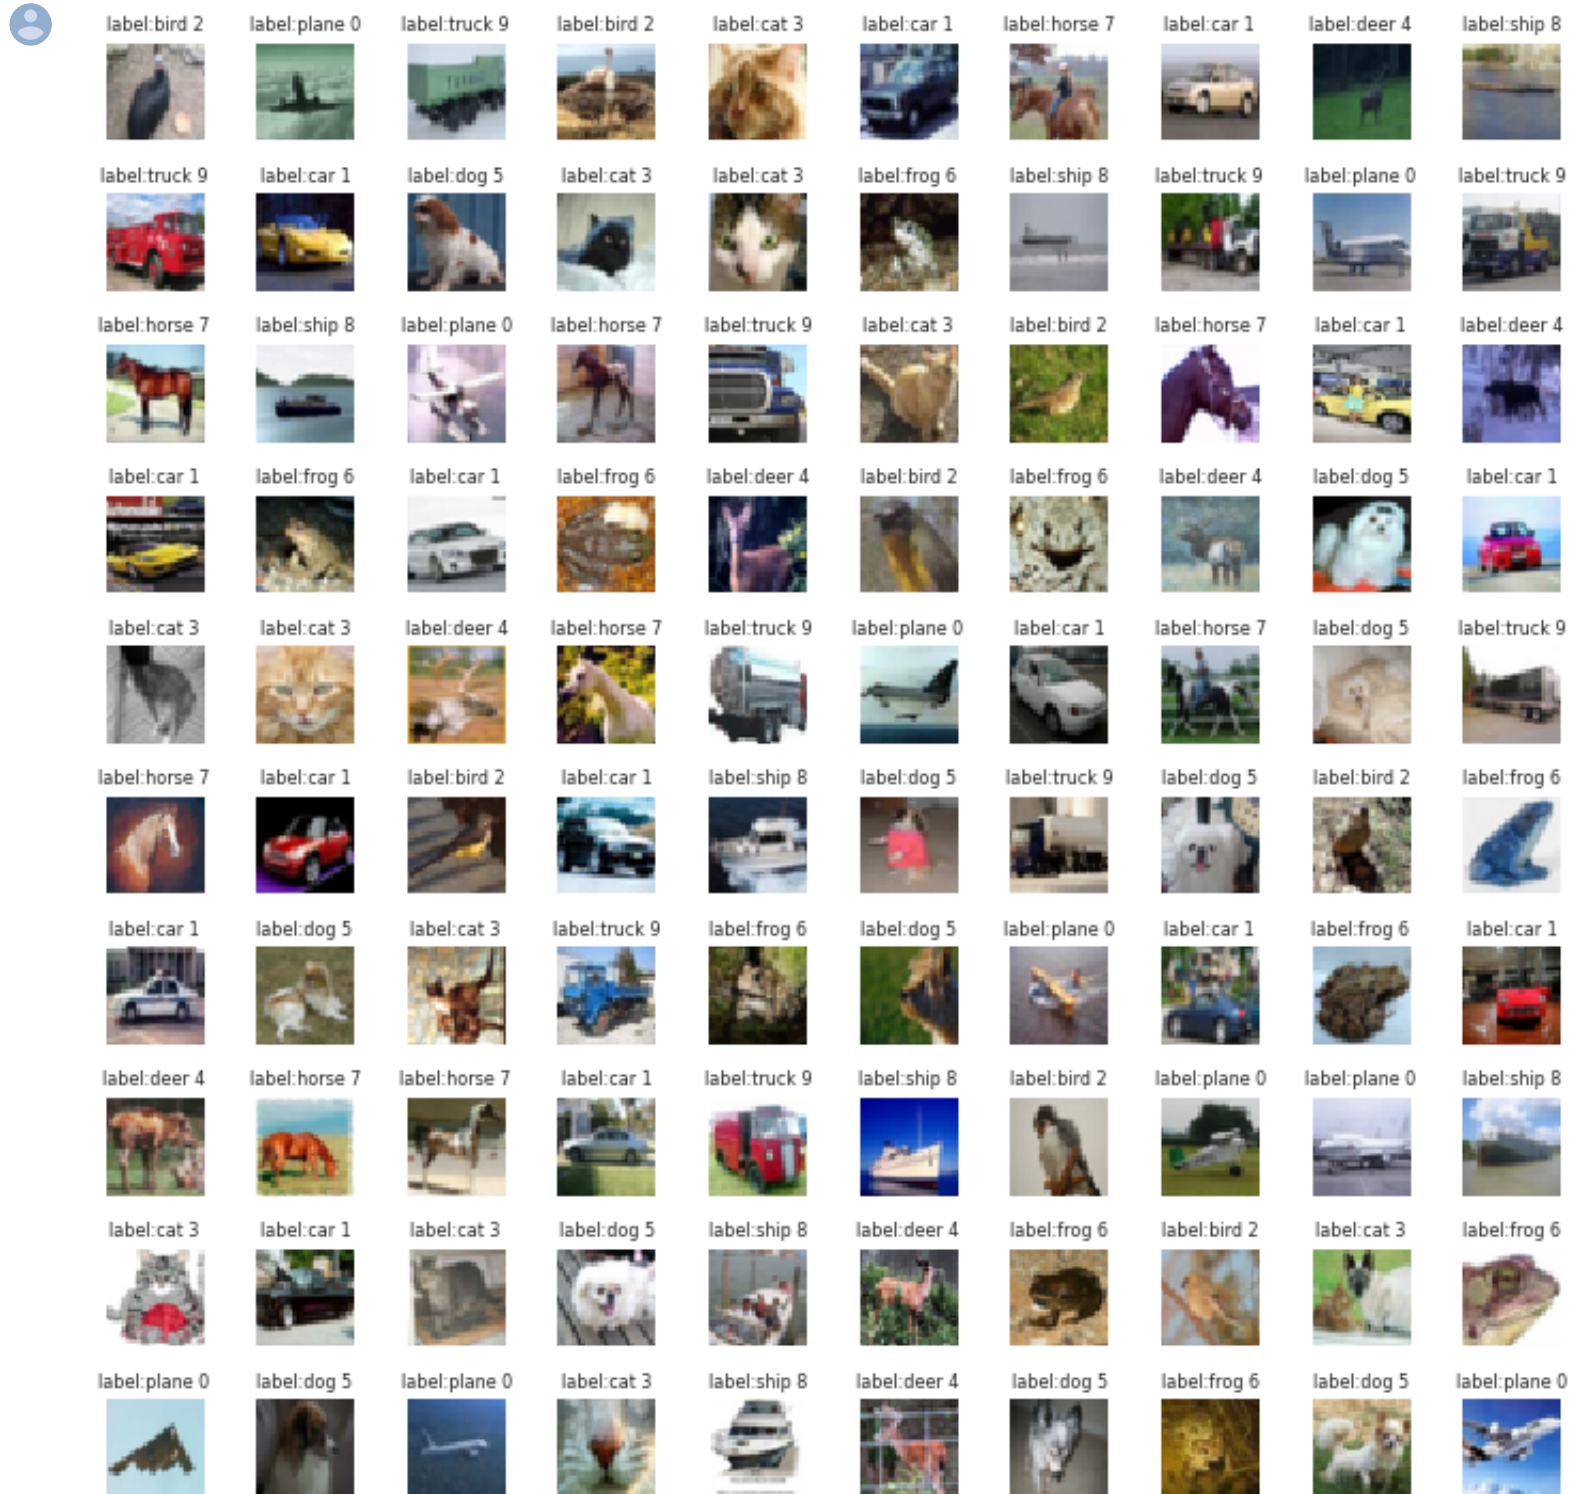 label:bird 2 label:plane 0 label:truck 9 label:bird 2 label:cat 3 label:car 1 label:horse 7 label:car 1 label:deer 4 label:ship 8
label:truck 9 label:car 1 label:dog 5 label:cat 3 label:cat 3 label:frog 6 label:ship 8 label:truck 9 label:plane 0 label:truck 9
label:horse 7 label:ship 8 label:plane 0 label:horse 7 label:truck 9 label:cat 3 label:bird 2 label:horse 7 label:car 1 label:deer 4
label:car 1 label:frog 6 label:car 1 label:frog 6 label:deer 4 label:bird 2 label:frog 6 label:deer 4 label:dog 5 label:car 1
label:cat 3 label:cat 3 label:deer 4 label:horse 7 label:truck 9 label:plane 0 label:car 1 label:horse 7 label:dog 5 label:truck 9
label:horse 7 label:car 1 label:bird 2 label:car 1 label:ship 8 label:dog 5 label:truck 9 label:dog 5 label:bird 2 label:frog 6
label:car 1 label:dog 5 label:cat 3 label:truck 9 label:frog 6 label:dog 5 label:plane 0 label:car 1 label:frog 6 label:car 1
label:deer 4 label:horse 7 label:horse 7 label:car 1 label:truck 9 label:ship 8 label:bird 2 label:plane 0 label:plane 0 label:ship 8
label:cat 3 label:car 1 label:cat 3 label:dog 5 label:ship 8 label:deer 4 label:frog 6 label:bird 2 label:cat 3 label:frog 6
label:plane 0 label:dog 5 label:plane 0 label:cat 3 label:ship 8 label:deer 4 label:dog 5 label:frog 6 label:dog 5 label:plane 0